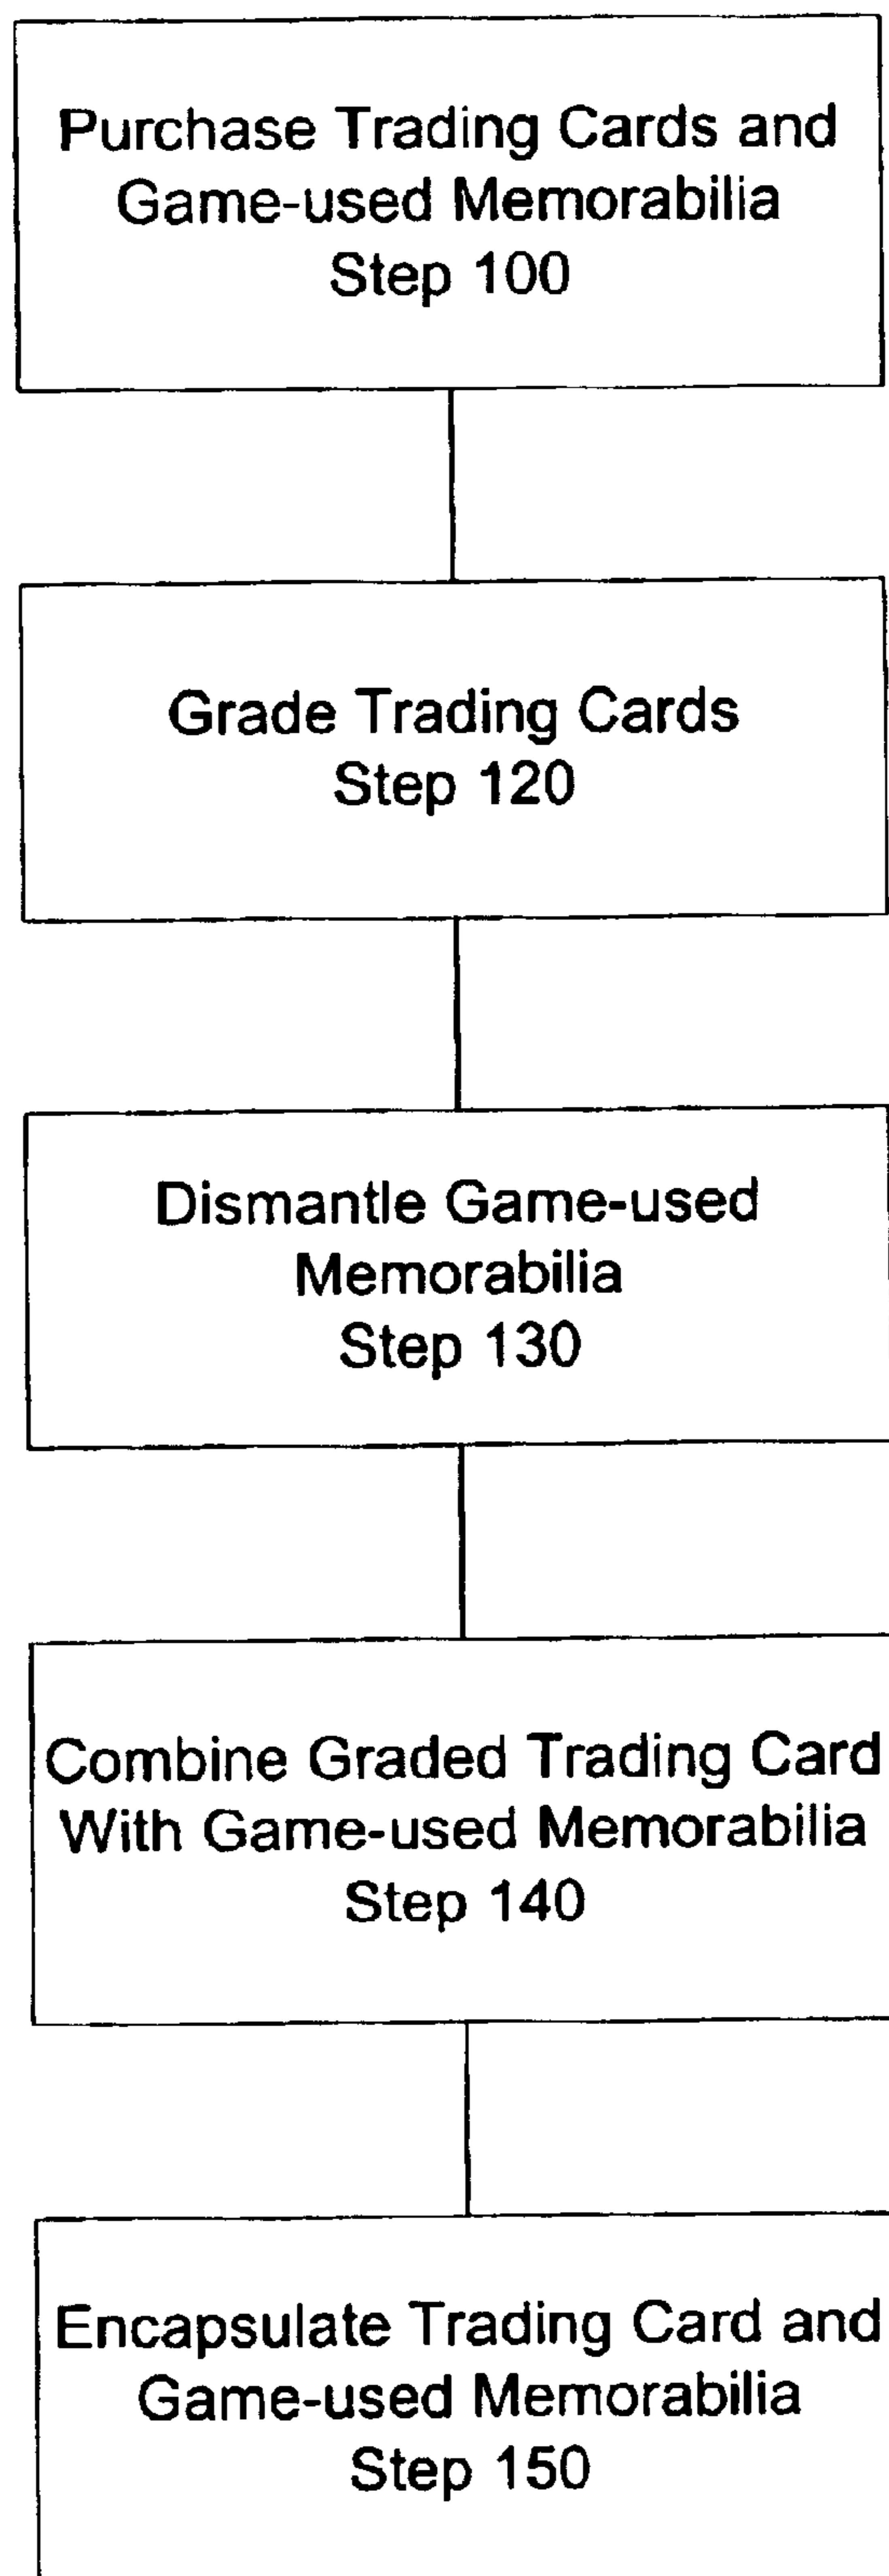 Purchase Trading Cards and
Game-used Memorabilia
Step 100
Grade Trading Cards
Step 120
Dismantle Game-used
Memorabilia
Step 130
Combine Graded Trading Card
With Game-used Memorabilia
Step 140
Encapsulate Trading Card and
Game-used Memorabilia
Step 150